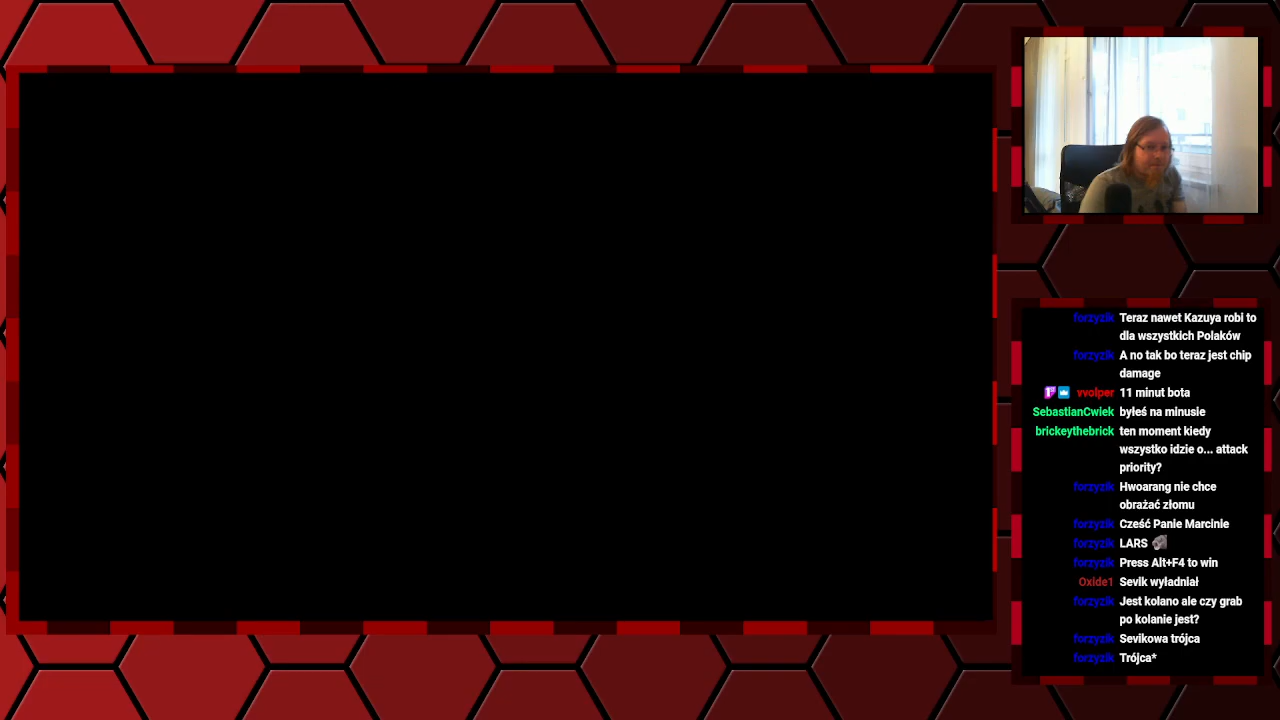 forzyzik Teraz nawet Kazuya robi to
dla wszystkich Polaków
forzyzik A no tak bo teraz jest chip
damage
vvolper 11 minut bota
SebastianCwiek byłeś na minusie
brickeythebrick ten moment kiedy
wszystko idzie o... attack
priority?
forzyzik Hwoarang nie chce
obrażać złomu
forzyzik Cześć Panie Marcinie
forzyzik LARS
forzyzik Press Alt+F4 to win
Oxide1 Sevik wyładniał
forzyzik Jest kolano ale czy grab
po kolanie jest?
forzyzik Sevikowa trójca
forzyzik Trójca*